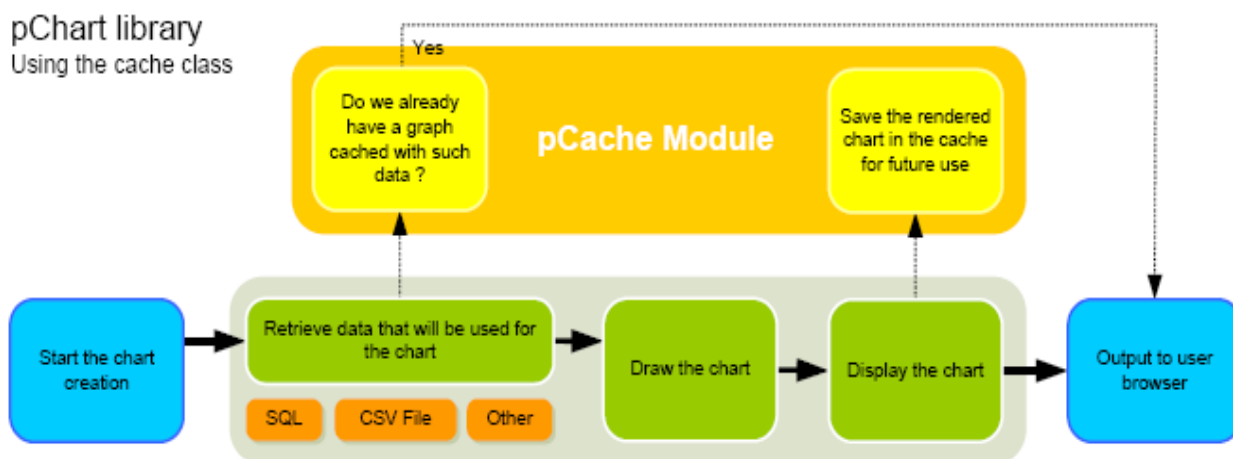 pChart library
Using the cache class
Yes
Do we already
have a graph
cached with such
data ?
pCache Module
Save the rendered
chart in the cache
for future use
Start the chart
creation
Retrieve data that will be used for
the chart
SQL
CSV File
Other
Draw the chart
Display the chart
Output to user
browser